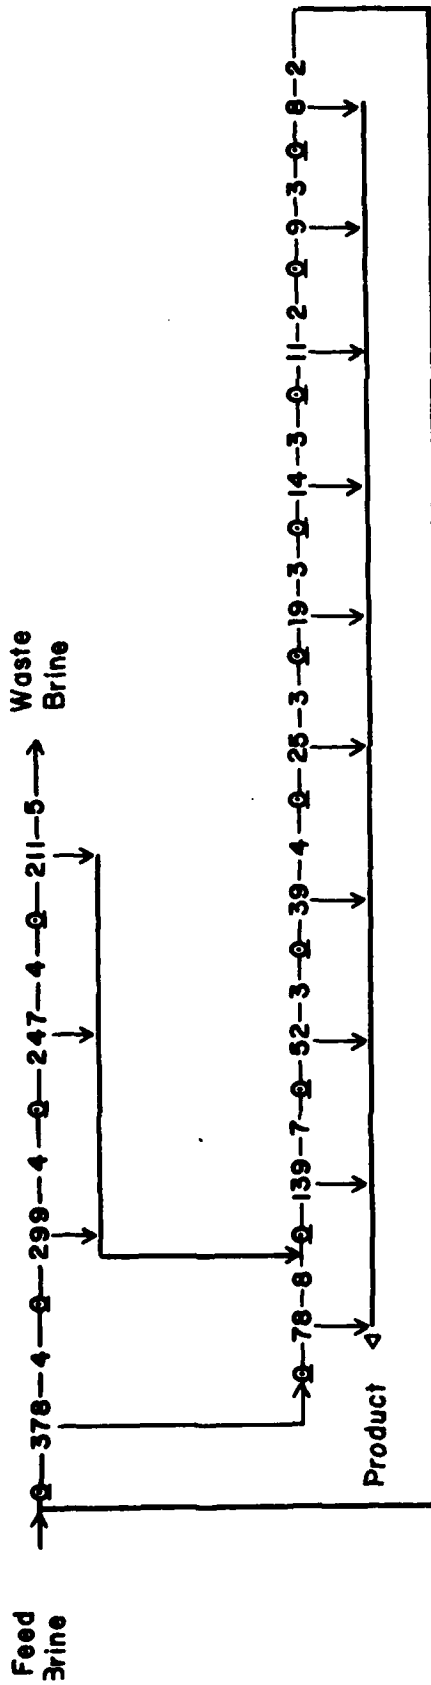 Feed
Brine
378-4 299-4 247-4 211-5
Waste
Brine
78-8 139-7 52-3 39-4 25-3 19-3 14-3 11-2 9-3 8-2
Product